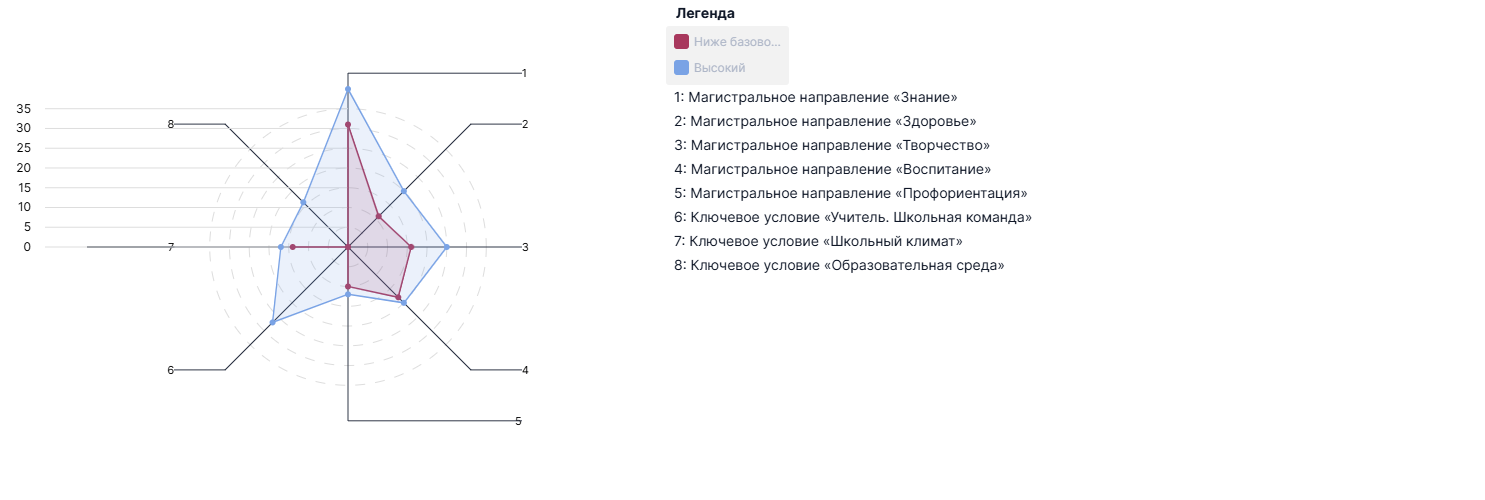 Легенда
Ниже базово...
Высокий
1: Магистральное направление «Знание»
2: Магистральное направление «Здоровье»
3: Магистральное направление «Творчество»
4: Магистральное направление «Воспитание»
5: Магистральное направление «Профориентация»
6: Ключевое условие «Учитель. Школьная команда»
7: Ключевое условие «Школьный климат»
8: Ключевое условие «Образовательная среда»
35
30
25
20
15
10
5
0
1
2
3
4
5
6
7
8